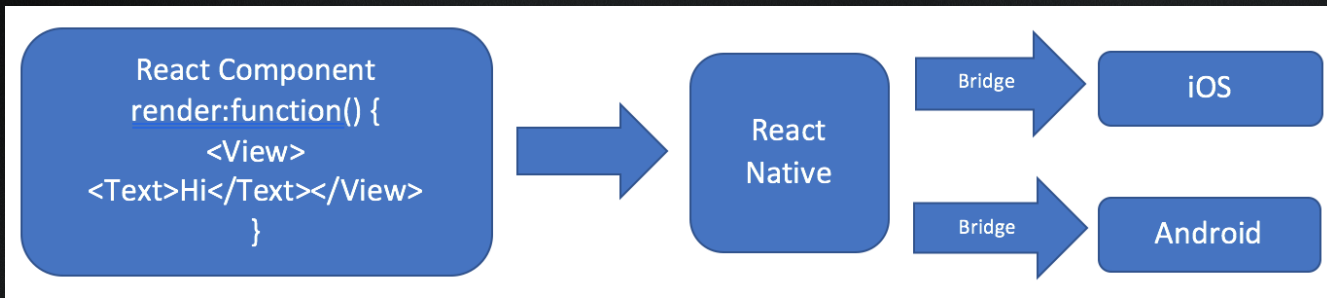 React Component
render:function() {
<View>
<Text>Hi</Text></View>
}
React
Native
Bridge
iOS
Bridge
Android